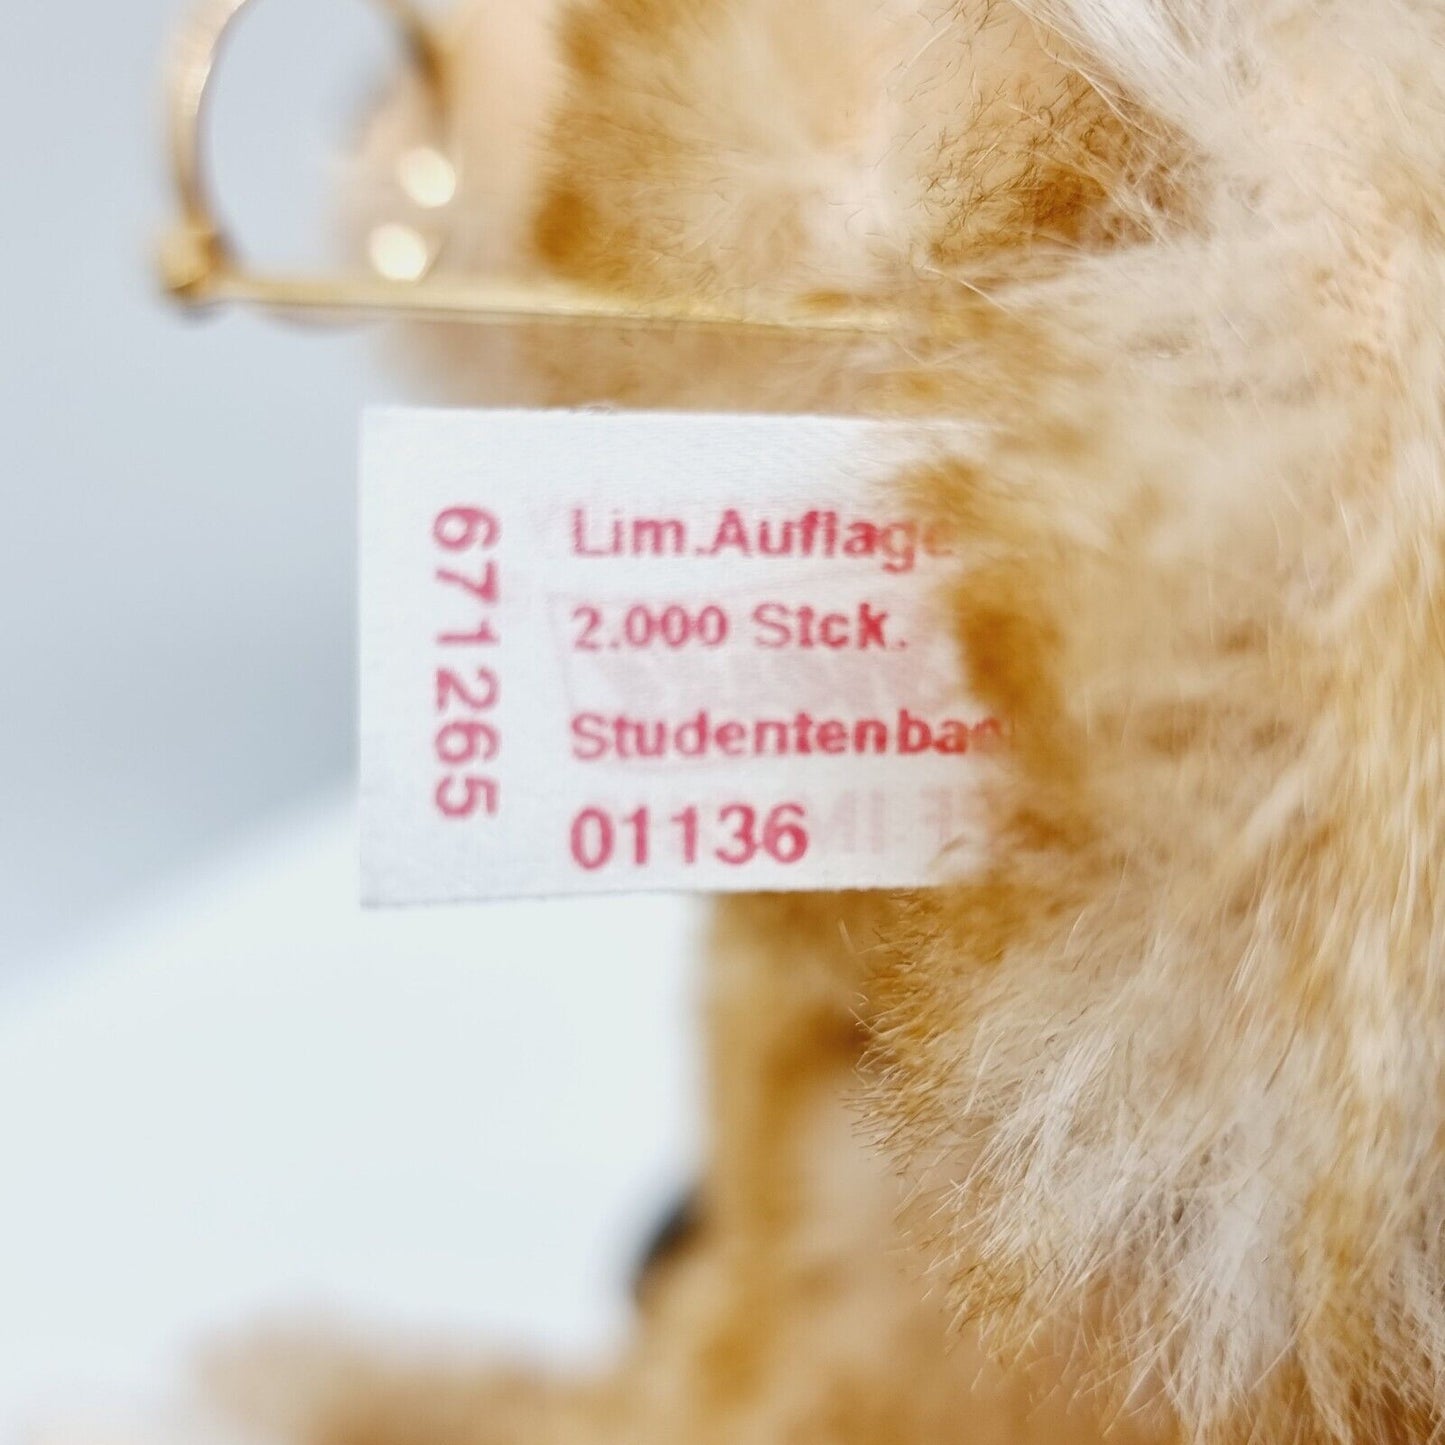 671265
Lim.Auflage
2.000 Stck.
01136